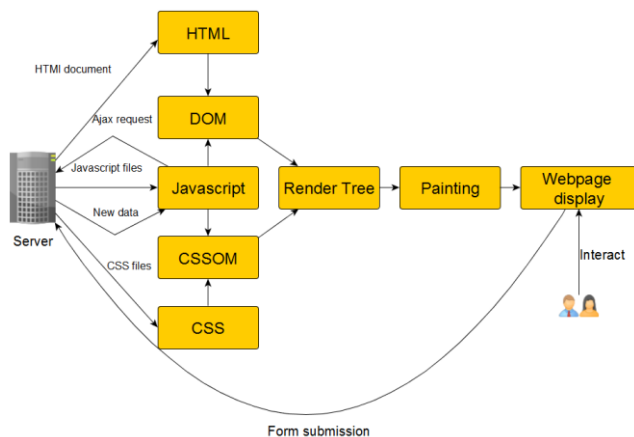 HTML
HTMl document
Ajax request
DOM
Javascript files
Javascript
Render Tree
Painting
Webpage
display
New data
Server
CSSOM
Interact
CSS files
CSS
Form submission